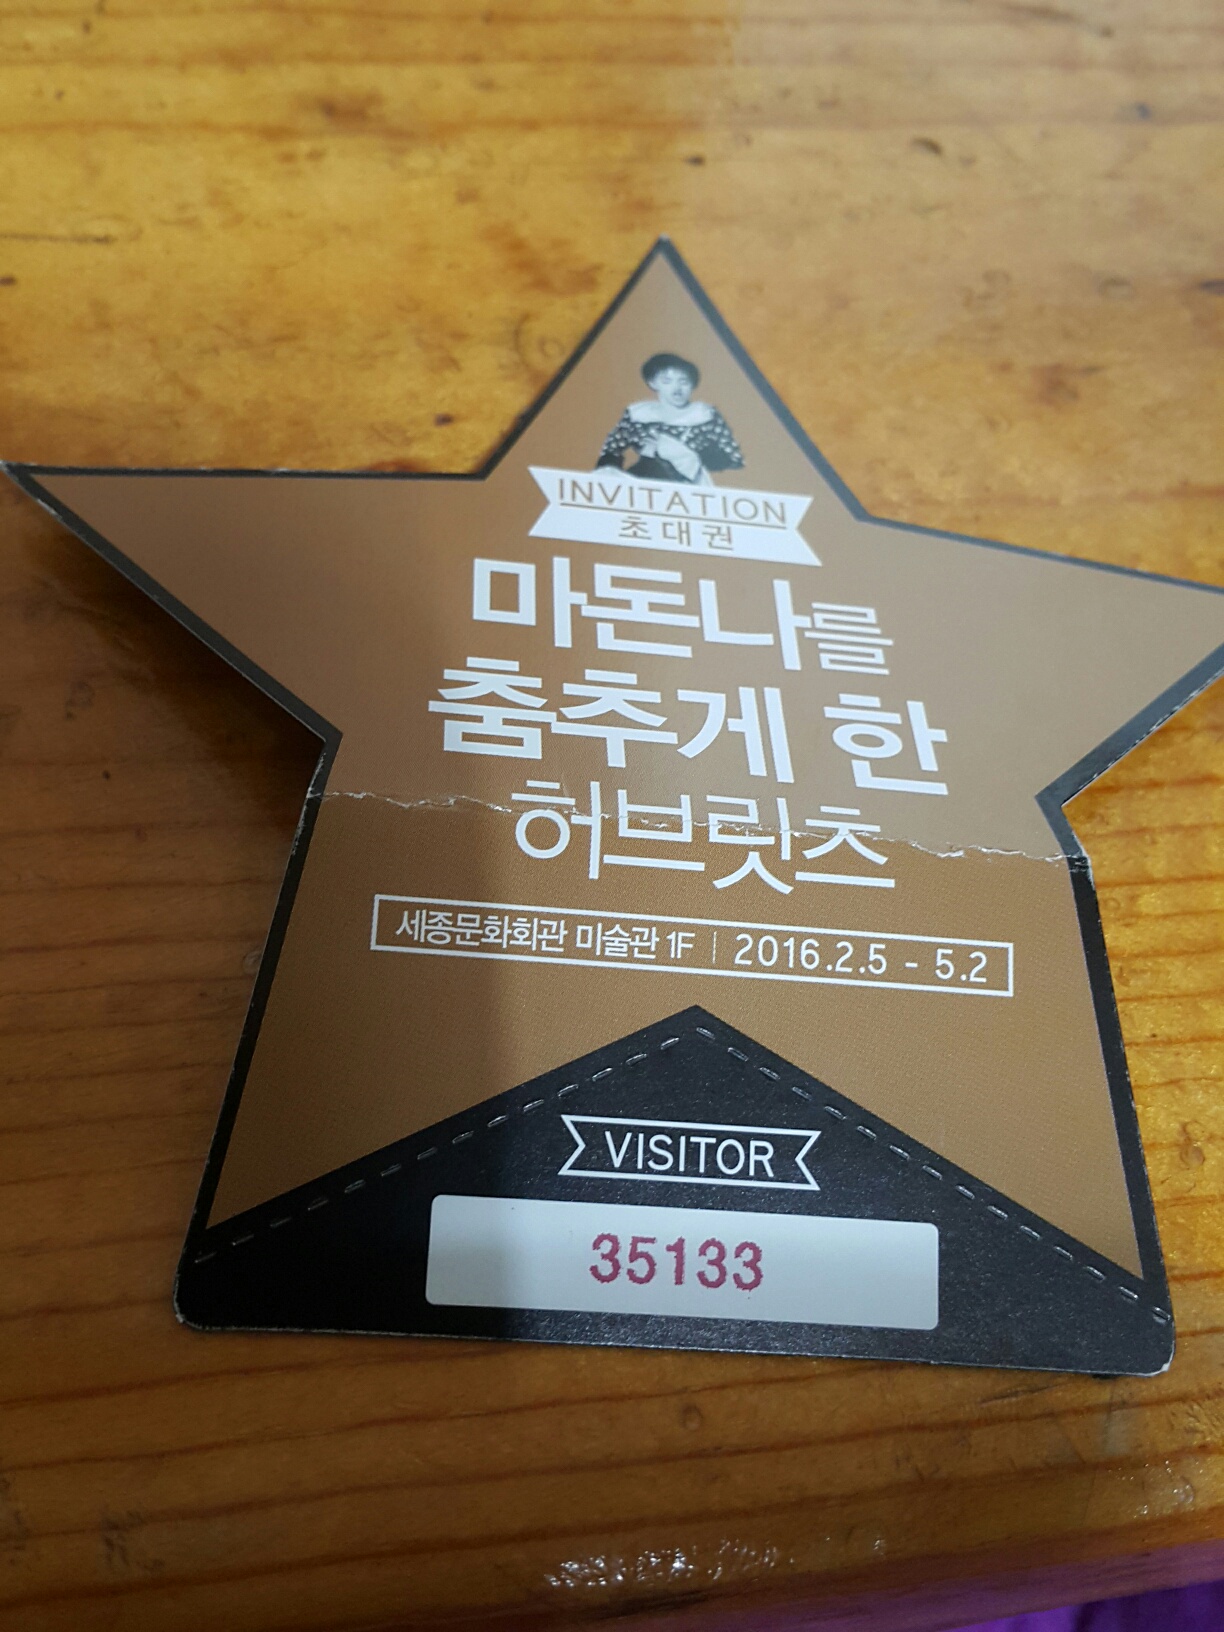 INVITATION
초대권
마돈나를
춤추게 한
허브릿츠
세종문화회관 미술관 1F | 2016.2.5 - 5.2
VISITOR
35133